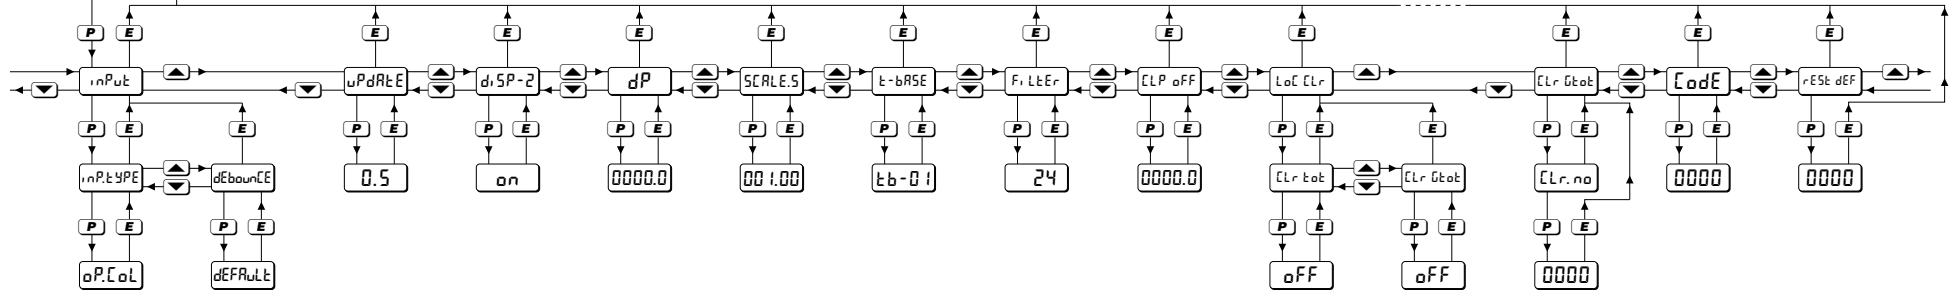 E E E E E E E E E E E
P
inPut uPdAtE diSP-2 dP SCALE.S t-bASE FiLtEr CLP oFF LoC CLr CLr Gtot CodE rESt dEF
E E
P P E P E P E P E P E P E P E P E P E P E P E
inP.tYPE dEbounCE 0.5 on 0000.0 001.00 tb-01 24 0000.0 CLr tot CLr Gtot CLr.no 0000 0000
P E P E P E P E P E
oP.CoL dEFAuLt oFF oFF 0000